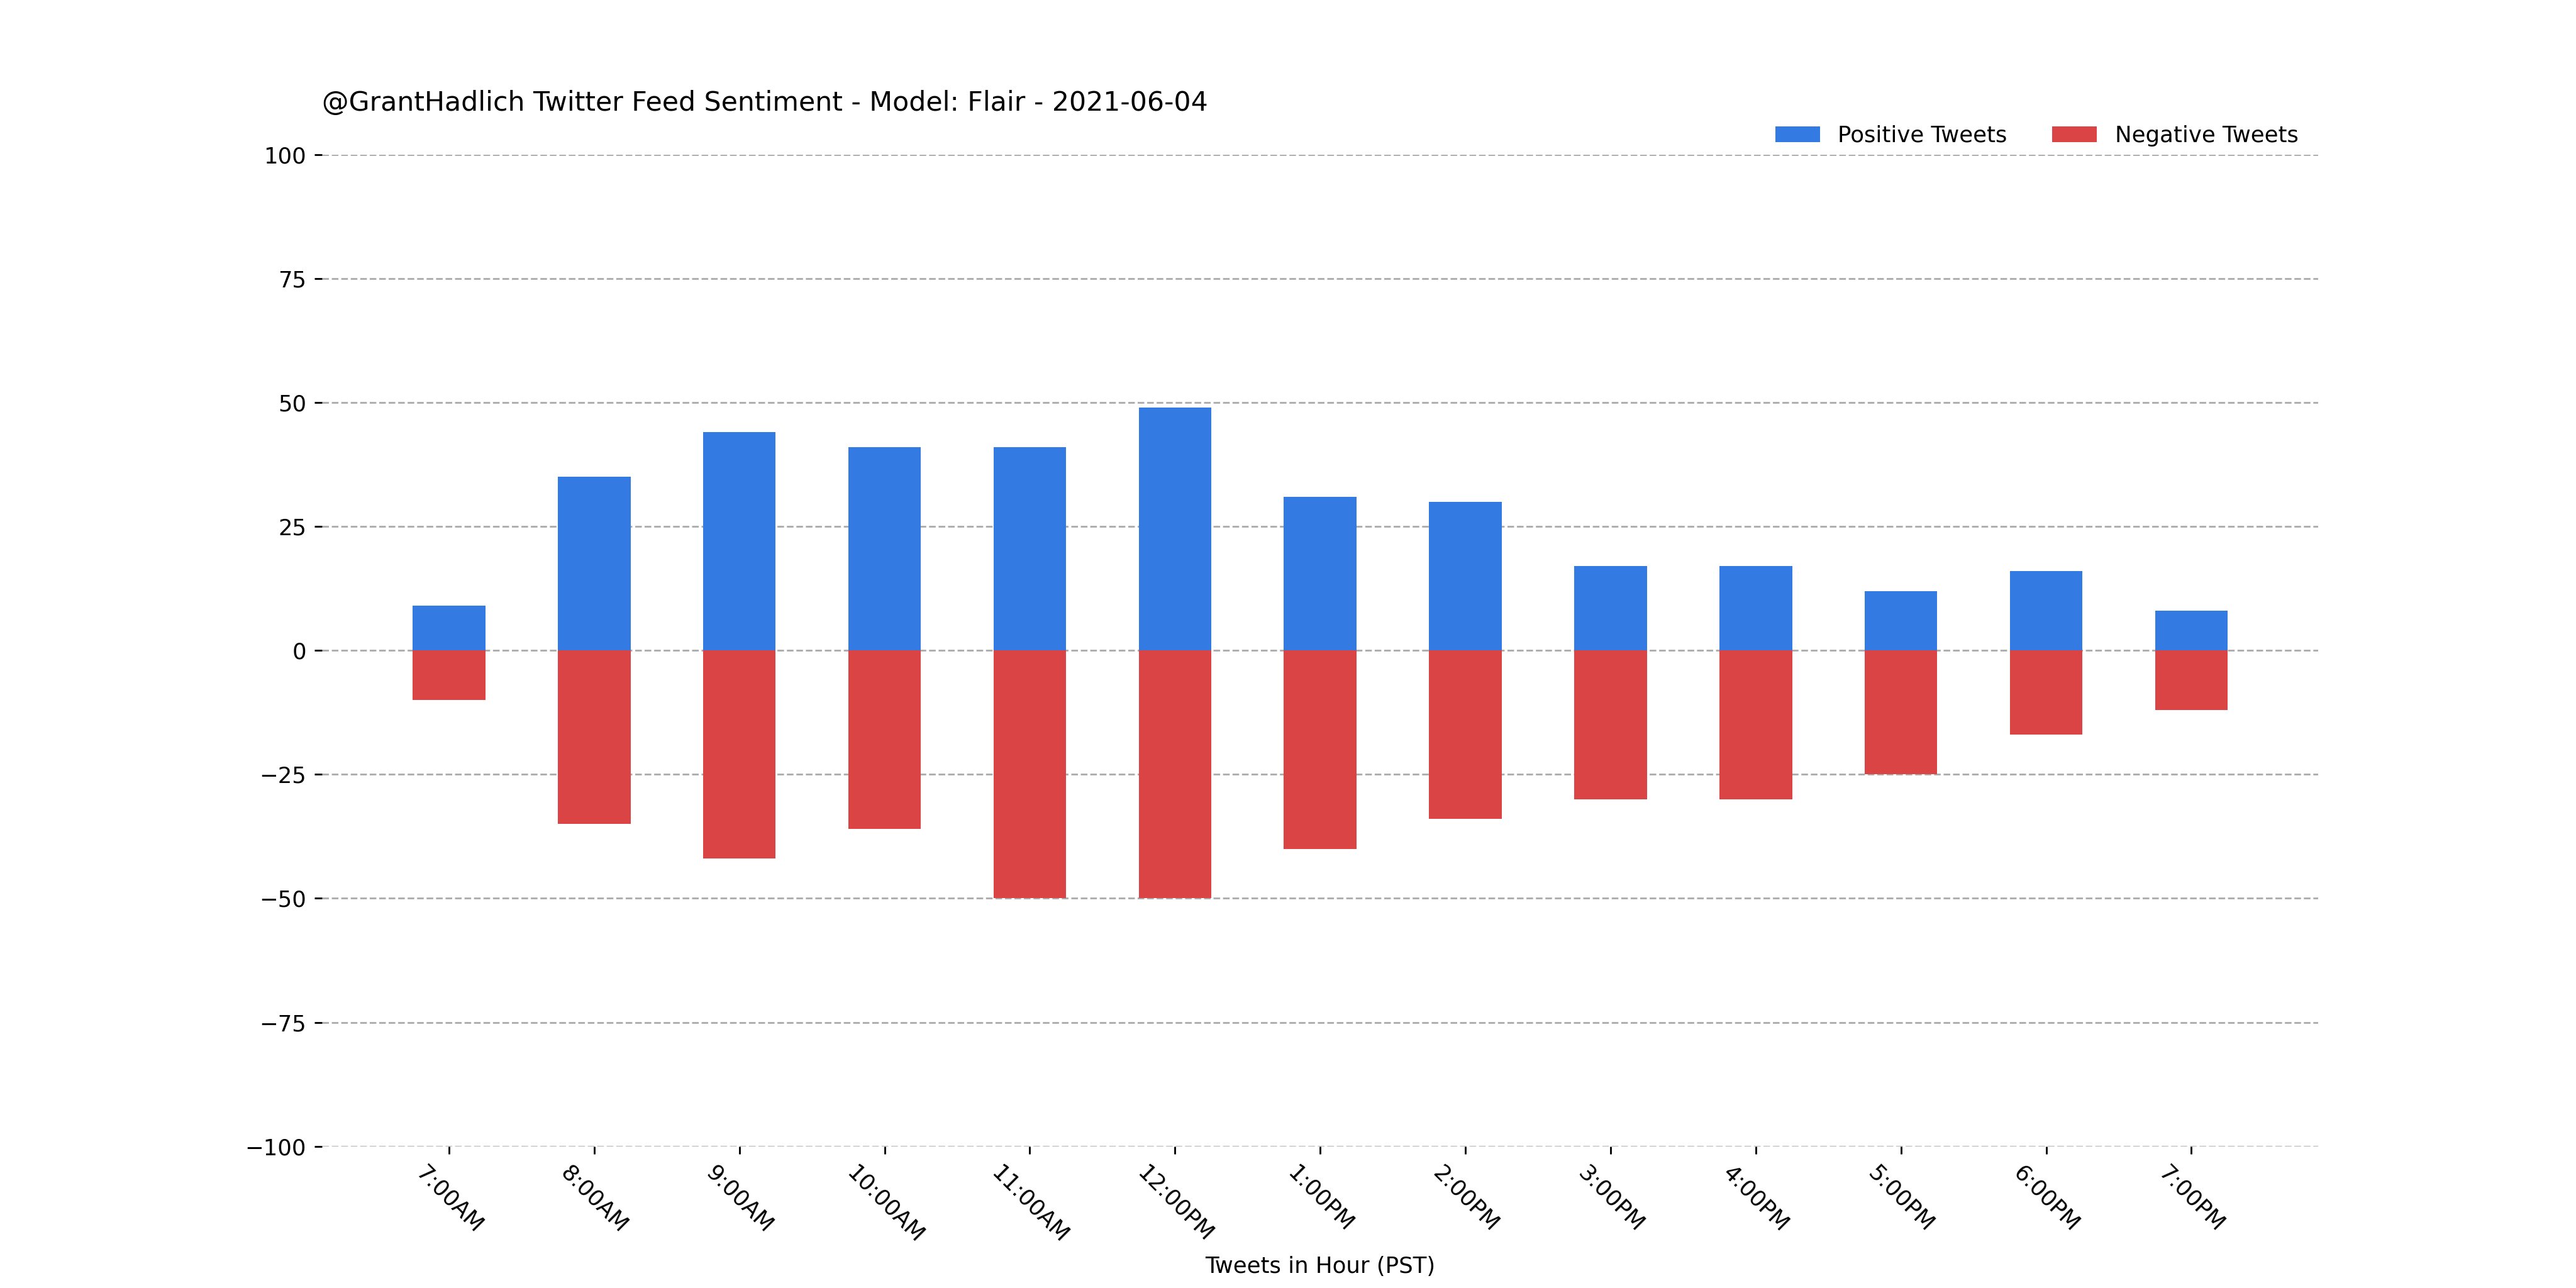 @GrantHadlich Twitter Feed Sentiment - Model: Flair - 2021-06-04
Positive Tweets
Negative Tweets
100
75
50
25
0
−25
−50
−75
−100
7:00AM
8:00AM
9:00AM
10:00AM
11:00AM
12:00PM
1:00PM
2:00PM
3:00PM
4:00PM
5:00PM
6:00PM
7:00PM
Tweets in Hour (PST)